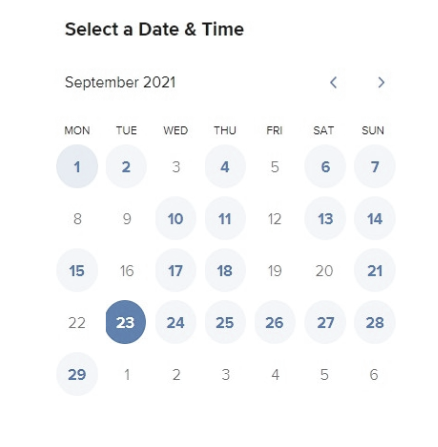 Select a Date & Time
September 2021
MON TUE WED THU FRI SAT SUN
1 2 3 4 5 6 7
8 9 10 11 12 13 14
15 16 17 18 19 20 21
22 23 24 25 26 27 28
29 1 2 3 4 5 6